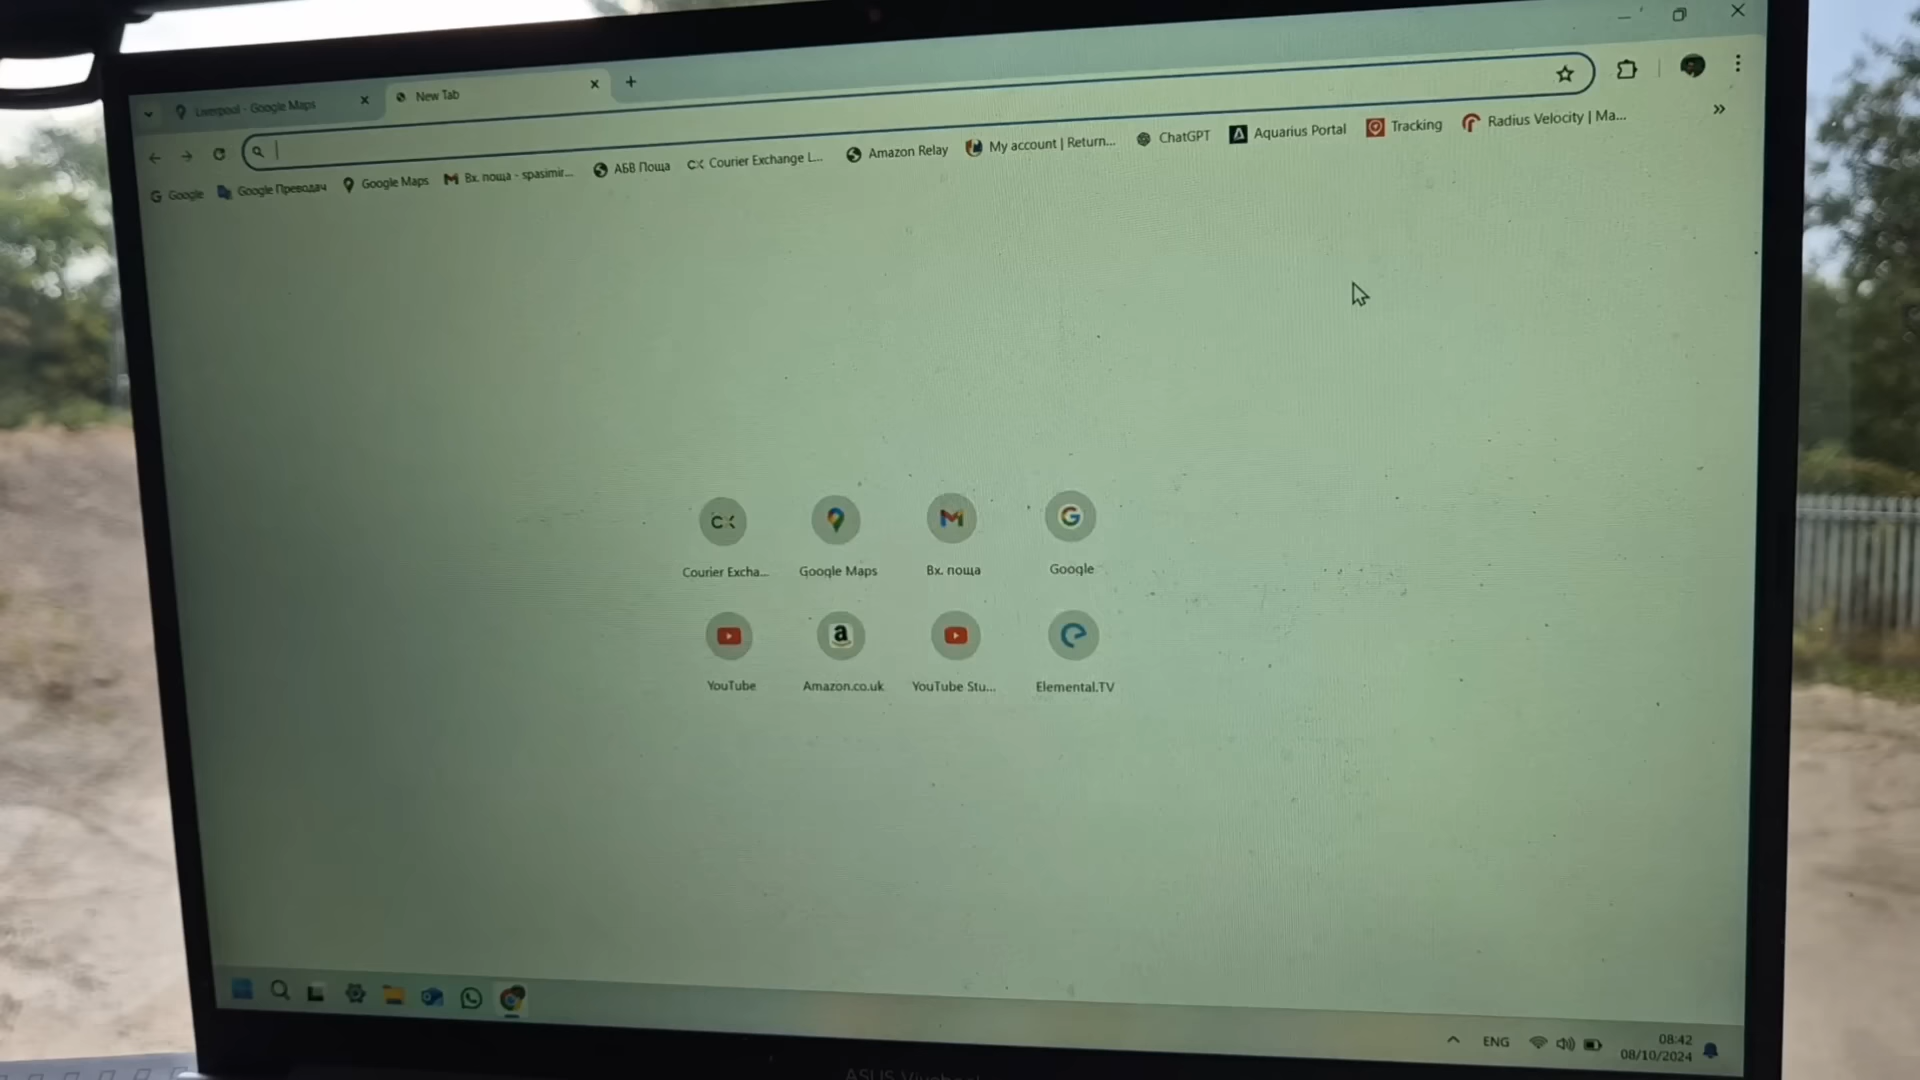 Liverpool - Google Maps
New Tab
Google
Google Преводач
Google Maps
Вх. поща - spasimir...
АБВ Поща
Courier Exchange L...
Amazon Relay
My account | Return...
ChatGPT
Aquarius Portal
Tracking
Radius Velocity | Ma...
Courier Excha...
Google Maps
Вх. поща
Google
YouTube
Amazon.co.uk
YouTube Stu...
Elemental.TV
ENG
08:42
08/10/2024